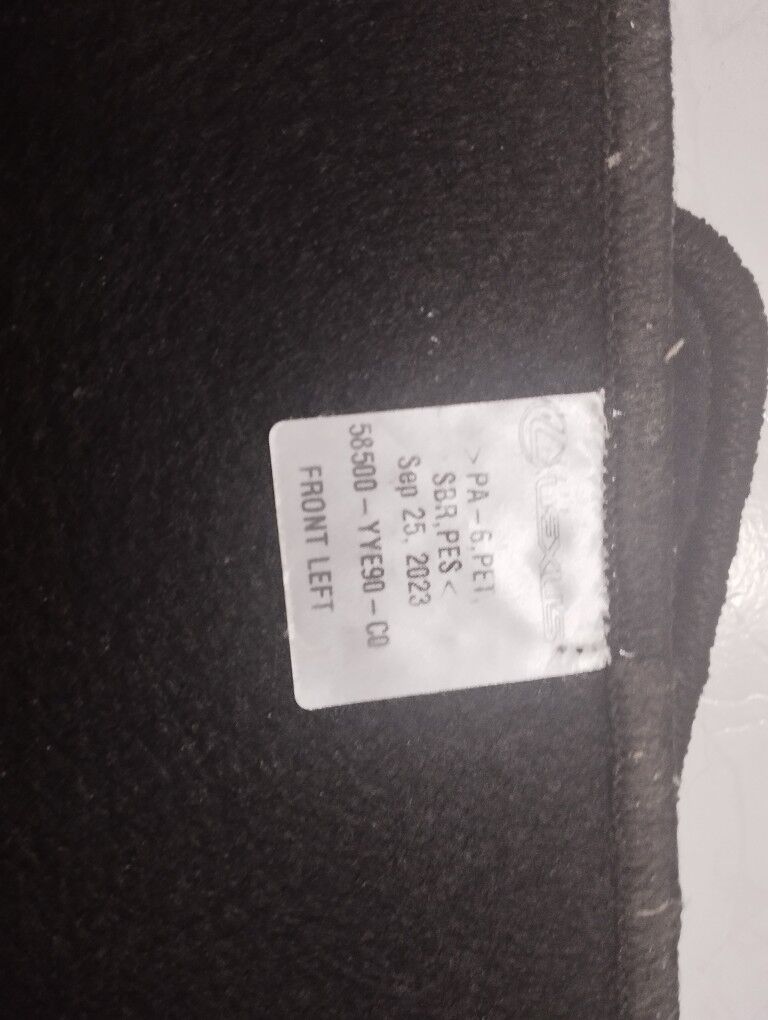 LEXUS
>PA-6,PET,
SBR,PES<
Sep 25, 2023
58500-YYE90-C0
FRONT LEFT